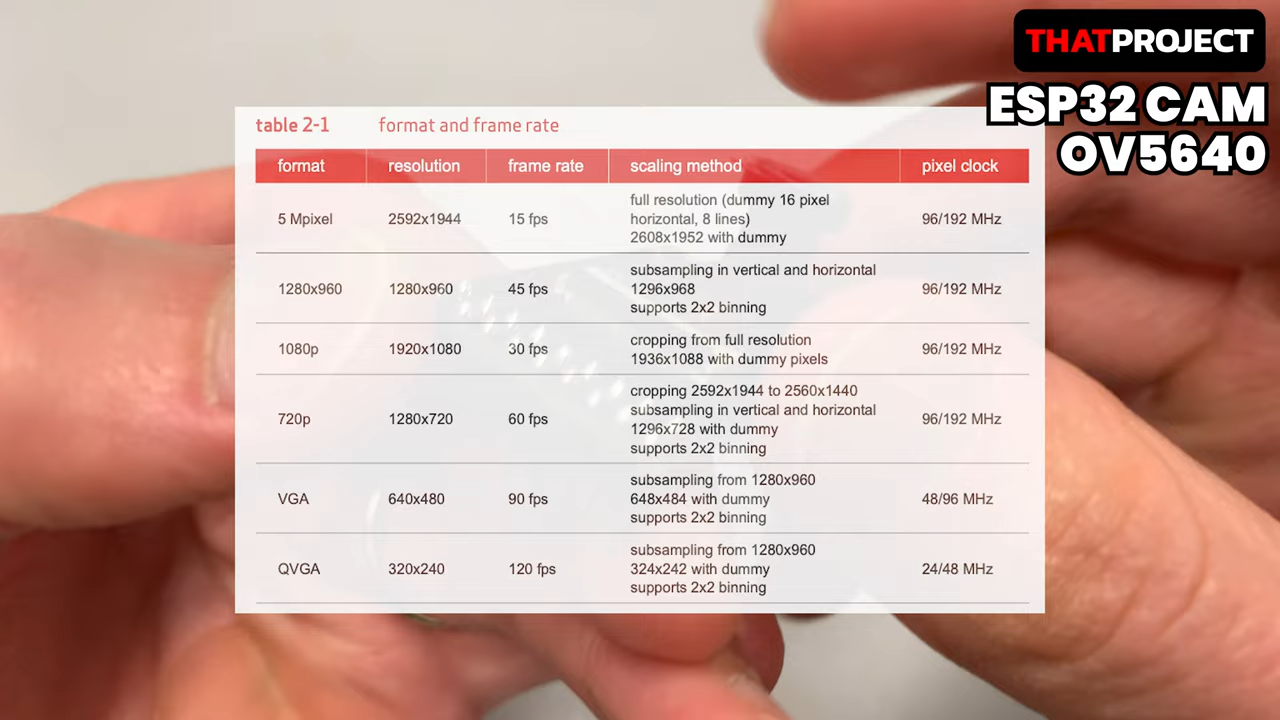 THATPROJECT
ESP32 CAM
OV5640
table 2-1 format and frame rate
format resolution frame rate scaling method pixel clock
5 Mpixel 2592x1944 15 fps full resolution (dummy 16 pixel
horizontal, 8 lines)
2608x1952 with dummy 96/192 MHz
1280x960 1280x960 45 fps subsampling in vertical and horizontal
1296x968
supports 2x2 binning 96/192 MHz
1080p 1920x1080 30 fps cropping from full resolution
1936x1088 with dummy pixels 96/192 MHz
720p 1280x720 60 fps cropping 2592x1944 to 2560x1440
subsampling in vertical and horizontal
1296x728 with dummy
supports 2x2 binning 96/192 MHz
VGA 640x480 90 fps subsampling from 1280x960
648x484 with dummy
supports 2x2 binning 48/96 MHz
QVGA 320x240 120 fps subsampling from 1280x960
324x242 with dummy
supports 2x2 binning 24/48 MHz